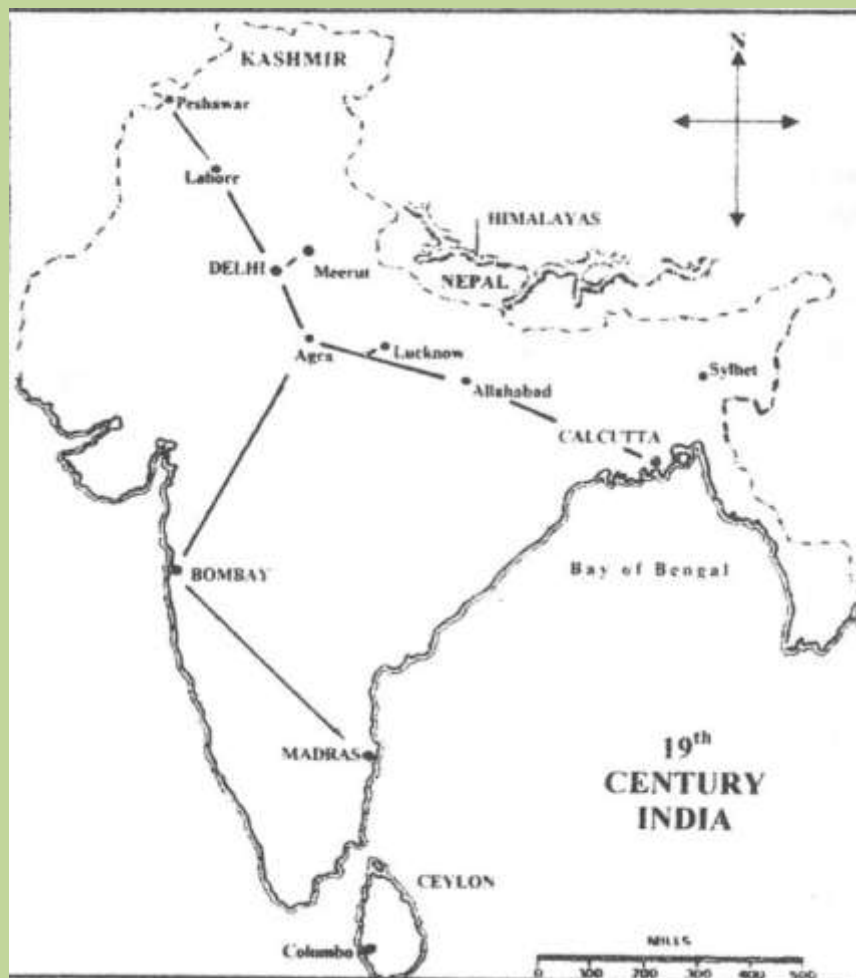 N
KASHMIR
Peshawar
Lahore
HIMALAYAS
DELHI
Meerut
NEPAL
Agra
Lucknow
Sylhet
Allahabad
CALCUTTA
BOMBAY
Bay of Bengal
MADRAS
19th
CENTURY
INDIA
CEYLON
Columbo
MILES
0 100 200 300 400 500